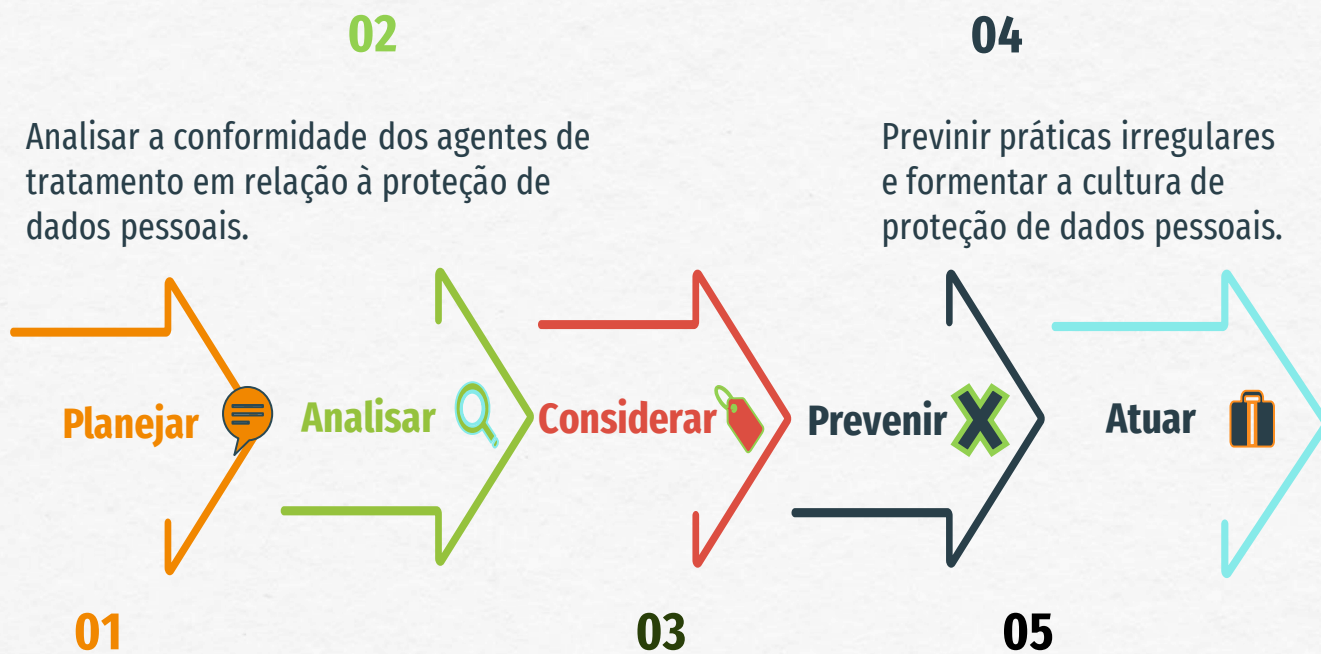 02
04
Analisar a conformidade dos agentes de
tratamento em relação à proteção de
dados pessoais.
Previnir práticas irregulares
e formentar a cultura de
proteção de dados pessoais.
Planejar
Analisar
Considerar
Prevenir
Atuar
01
03
05